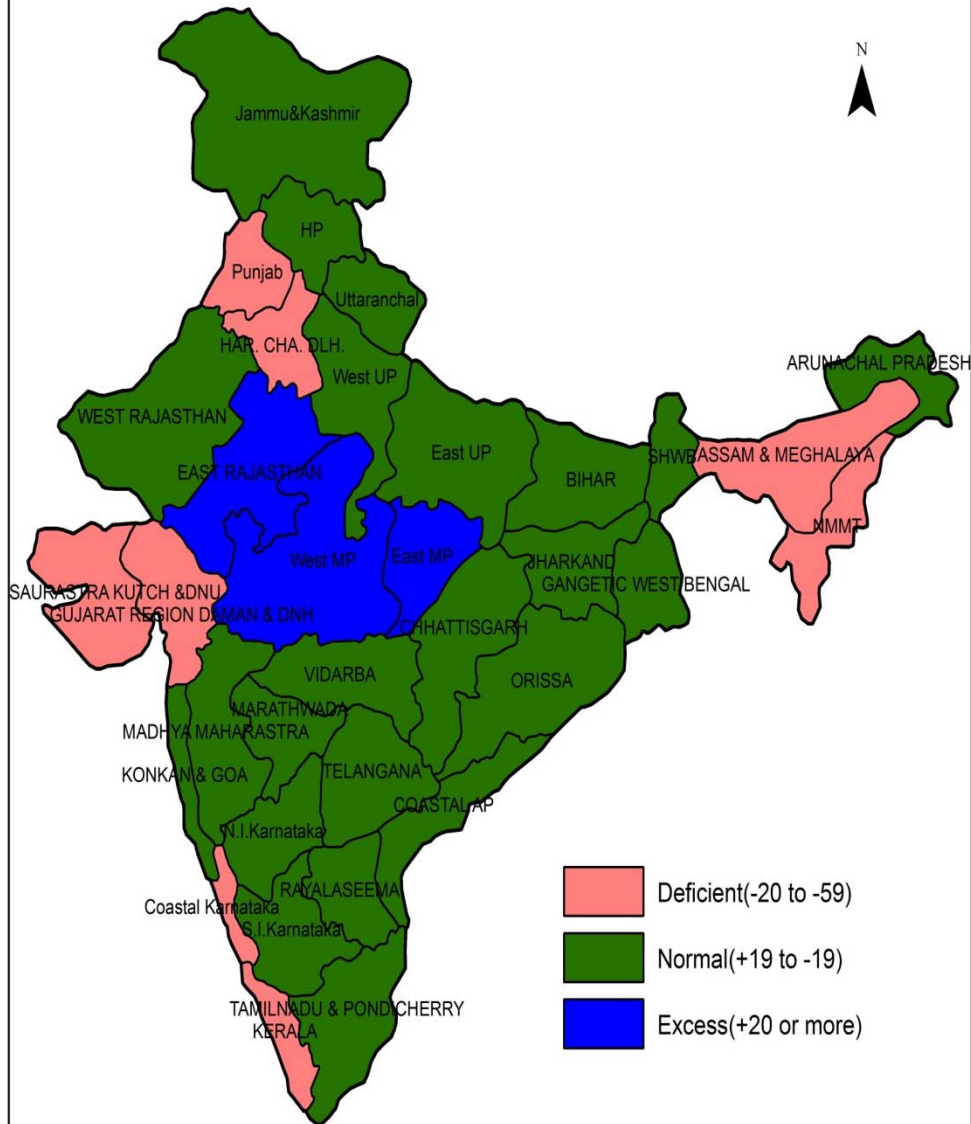 N
Jammu&Kashmir
HP
Punjab
Uttaranchal
HAR. CHA. DLH.
West UP
ARUNACHAL PRADESH
WEST RAJASTHAN
East UP
SHWB
ASSAM & MEGHALAYA
EAST RAJASTHAN
BIHAR
NMMT
West MP
East MP
JHARKAND
GANGETIC WEST BENGAL
SAURASTRA KUTCH &DNU
GUJARAT REGION DAMAN & DNH
CHHATTISGARH
VIDARBA
ORISSA
MARATHWADA
MADHYA MAHARASTRA
KONKAN & GOA
TELANGANA
COASTAL AP
N.I.Karnataka
RAYALASEEMA
Coastal Karnataka
S.I.Karnataka
TAMILNADU & PONDICHERRY
KERALA
Deficient(-20 to -59)
Normal(+19 to -19)
Excess(+20 or more)